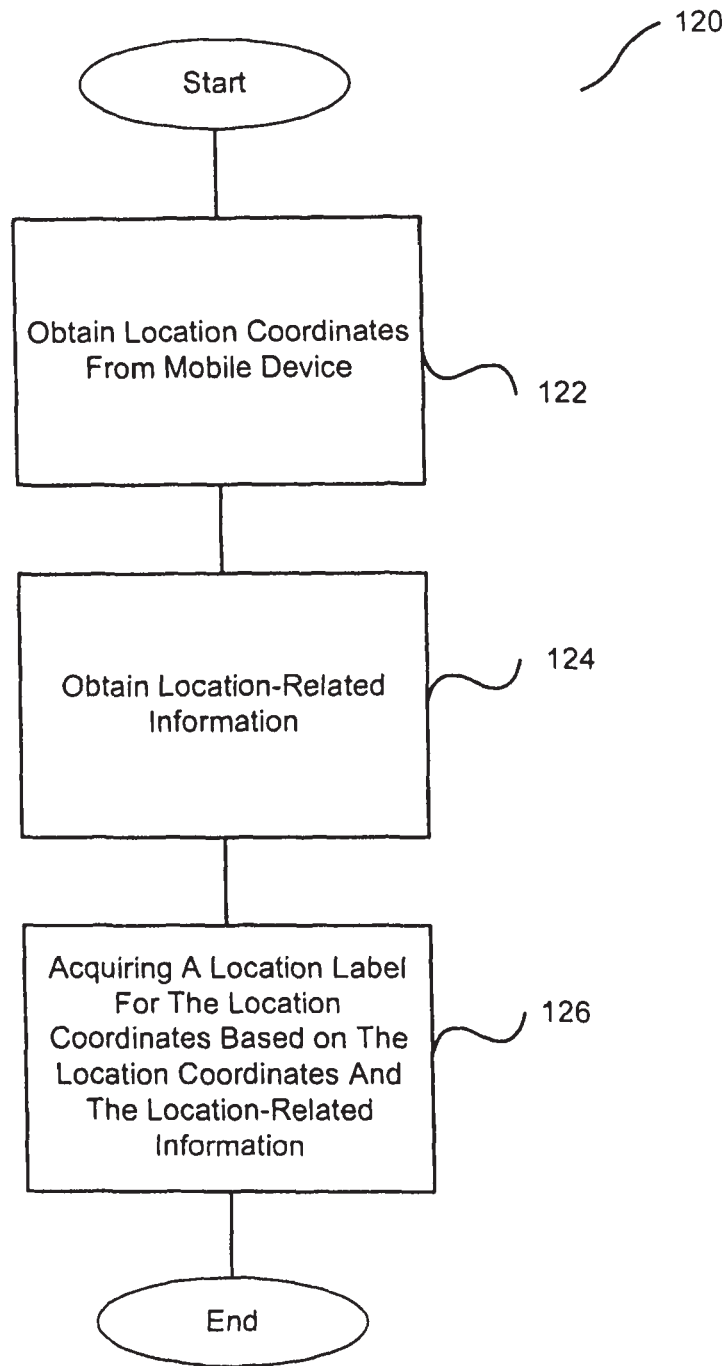 120
Start
Obtain Location Coordinates
From Mobile Device
122
Obtain Location-Related
Information
124
Acquiring A Location Label
For The Location
Coordinates Based on The
Location Coordinates And
The Location-Related
Information
126
End